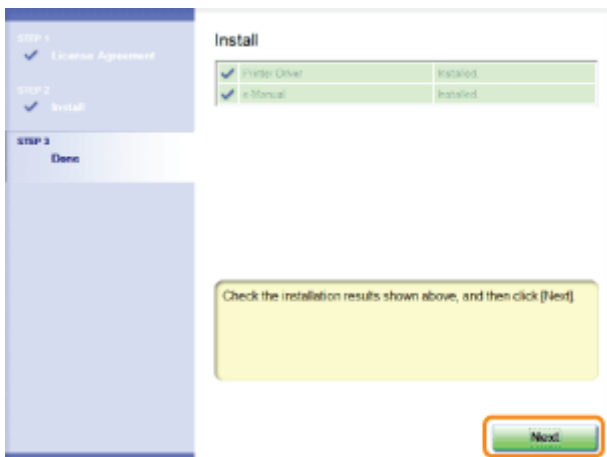 STEP 1
License Agreement
STEP 2
Install
STEP 3
Done
Install
Printer Driver Installed.
e-Manual Installed.
Check the installation results shown above, and then click [Next].
Next